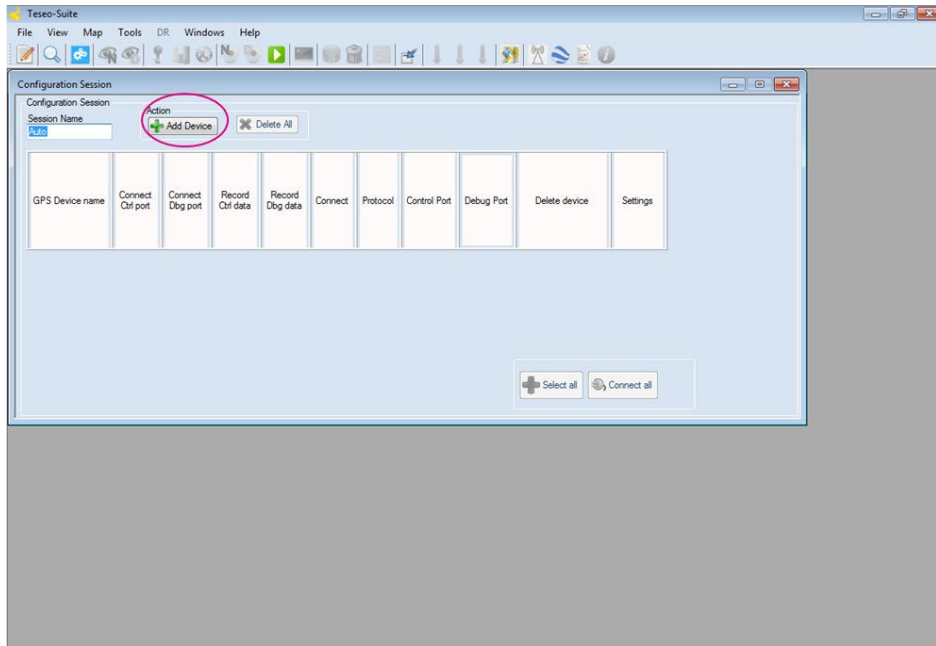 Teseo-Suite
File View Map Tools DR Windows Help
Configuration Session
Configuration Session
Session Name
Auto
Action
Add Device
Delete All
GPS Device name
Connect Ctrl port
Connect Dbg port
Record Ctrl data
Record Dbg data
Connect
Protocol
Control Port
Debug Port
Delete device
Settings
Select all
Connect all